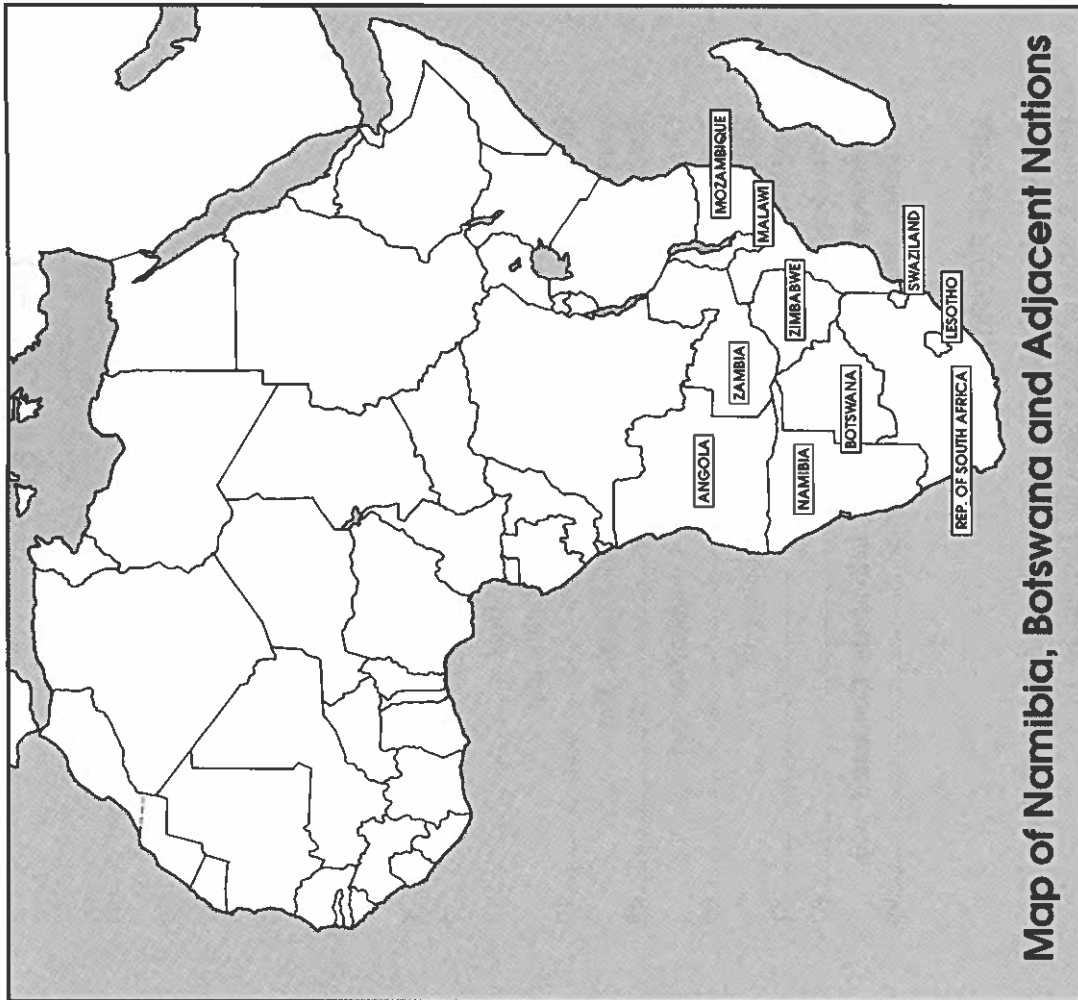 MOZAMBIQUE
MALAWI
SWAZILAND
ZIMBABWE
LESOTHO
ZAMBIA
BOTSWANA
ANGOLA
NAMIBIA
REP. OF SOUTH AFRICA
Map of Namibia, Botswana and Adjacent Nations